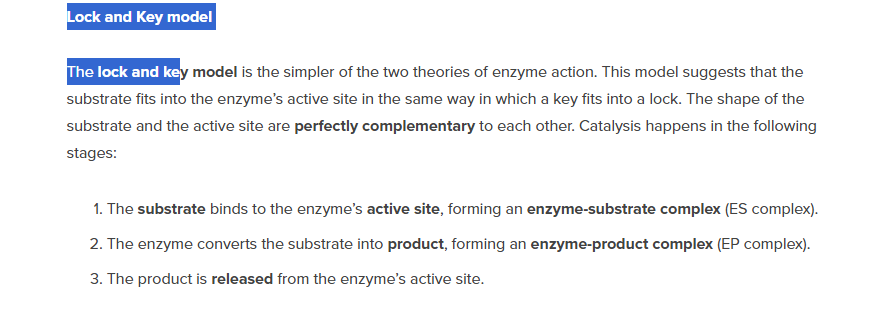 Lock and Key model
The lock and key model is the simpler of the two theories of enzyme action. This model suggests that the
substrate fits into the enzyme’s active site in the same way in which a key fits into a lock. The shape of the
substrate and the active site are perfectly complementary to each other. Catalysis happens in the following
stages:
1. The substrate binds to the enzyme’s active site, forming an enzyme-substrate complex (ES complex).
2. The enzyme converts the substrate into product, forming an enzyme-product complex (EP complex).
3. The product is released from the enzyme’s active site.